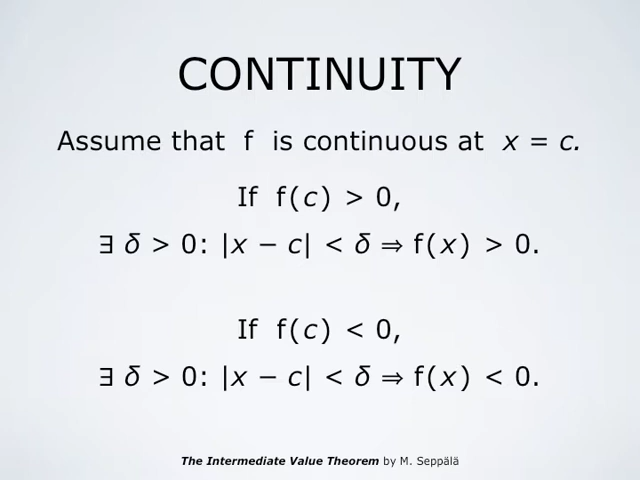 CONTINUITY
Assume that f is continuous at x = c.
If f(c) > 0,
∃ δ > 0: |x − c| < δ ⇒ f(x) > 0.
If f(c) < 0,
∃ δ > 0: |x − c| < δ ⇒ f(x) < 0.
The Intermediate Value Theorem by M. Seppälä